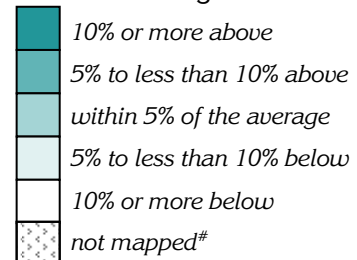 10% or more above
5% to less than 10% above
within 5% of the average
5% to less than 10% below
10% or more below
not mapped#